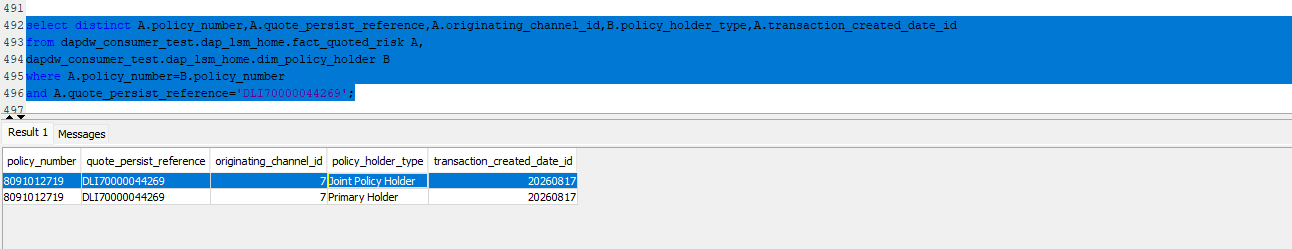 491
492 select distinct A.policy_number,A.quote_persist_reference,A.originating_channel_id,B.policy_holder_type,A.transaction_created_date_id
493 from dapdw_consumer_test.dap_lsm_home.fact_quoted_risk A,
494 dapdw_consumer_test.dap_lsm_home.dim_policy_holder B
495 where A.policy_number=B.policy_number
496 and A.quote_persist_reference='DLI70000044269';
497
Result 1 Messages
policy_number quote_persist_reference originating_channel_id policy_holder_type transaction_created_date_id
8091012719 DLI70000044269 7 Joint Policy Holder 20260817
8091012719 DLI70000044269 7 Primary Holder 20260817